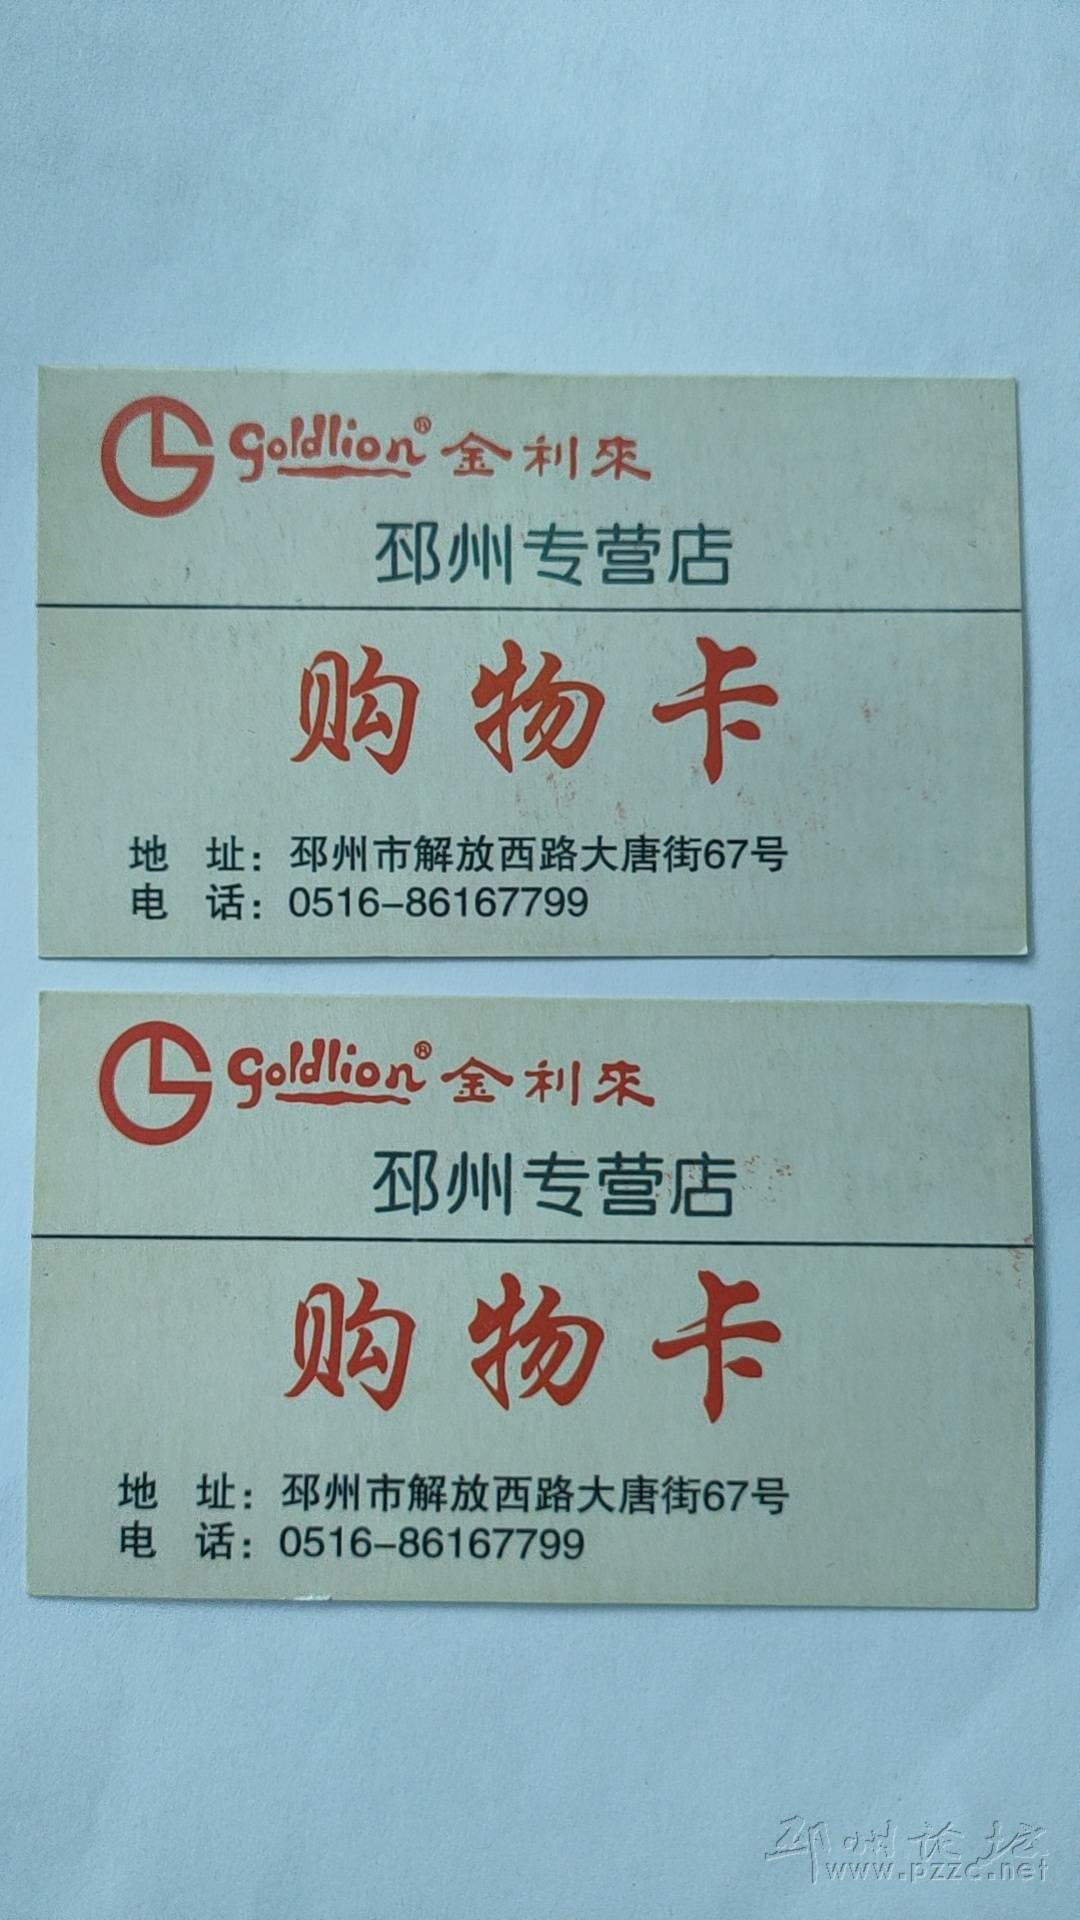 goldlion® 金利來
邳州专营店
购物卡
地 址：邳州市解放西路大唐街67号
电 话：0516-86167799
goldlion® 金利來
邳州专营店
购物卡
地 址：邳州市解放西路大唐街67号
电 话：0516-86167799
邳州论坛
www.pzzc.net